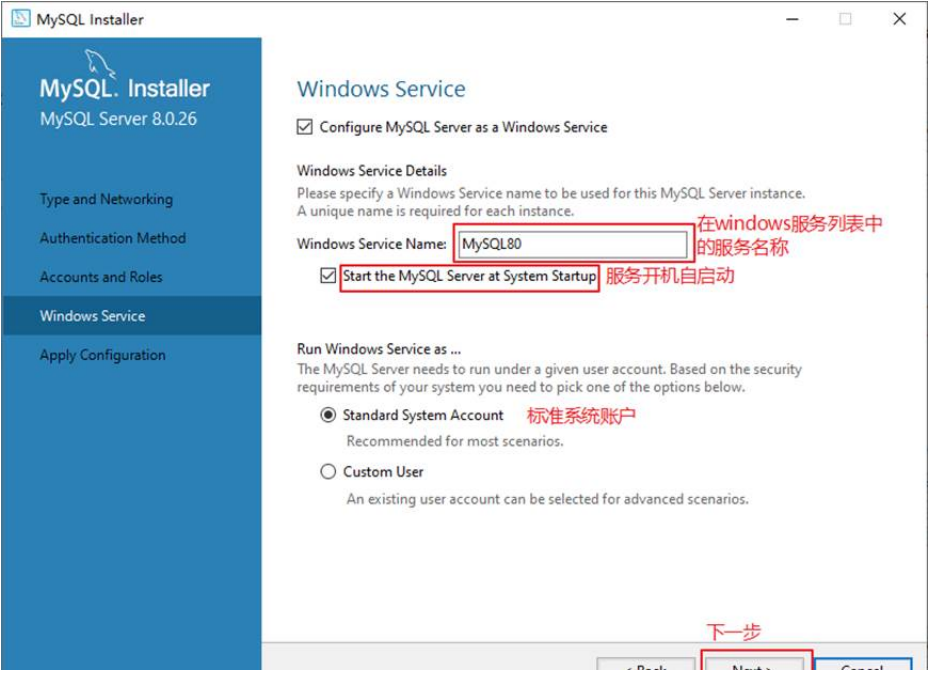 MySQL Installer
MySQL. Installer
MySQL Server 8.0.26
Type and Networking
Authentication Method
Accounts and Roles
Windows Service
Apply Configuration
Windows Service
Configure MySQL Server as a Windows Service
Windows Service Details
Please specify a Windows Service name to be used for this MySQL Server instance.
A unique name is required for each instance.
Windows Service Name: MySQL80
在windows服务列表中
的服务名称
Start the MySQL Server at System Startup 服务开机自启动
Run Windows Service as ...
The MySQL Server needs to run under a given user account. Based on the security
requirements of your system you need to pick one of the options below.
Standard System Account 标准系统账户
Recommended for most scenarios.
Custom User
An existing user account can be selected for advanced scenarios.
下一步
< Back Next > Cancel